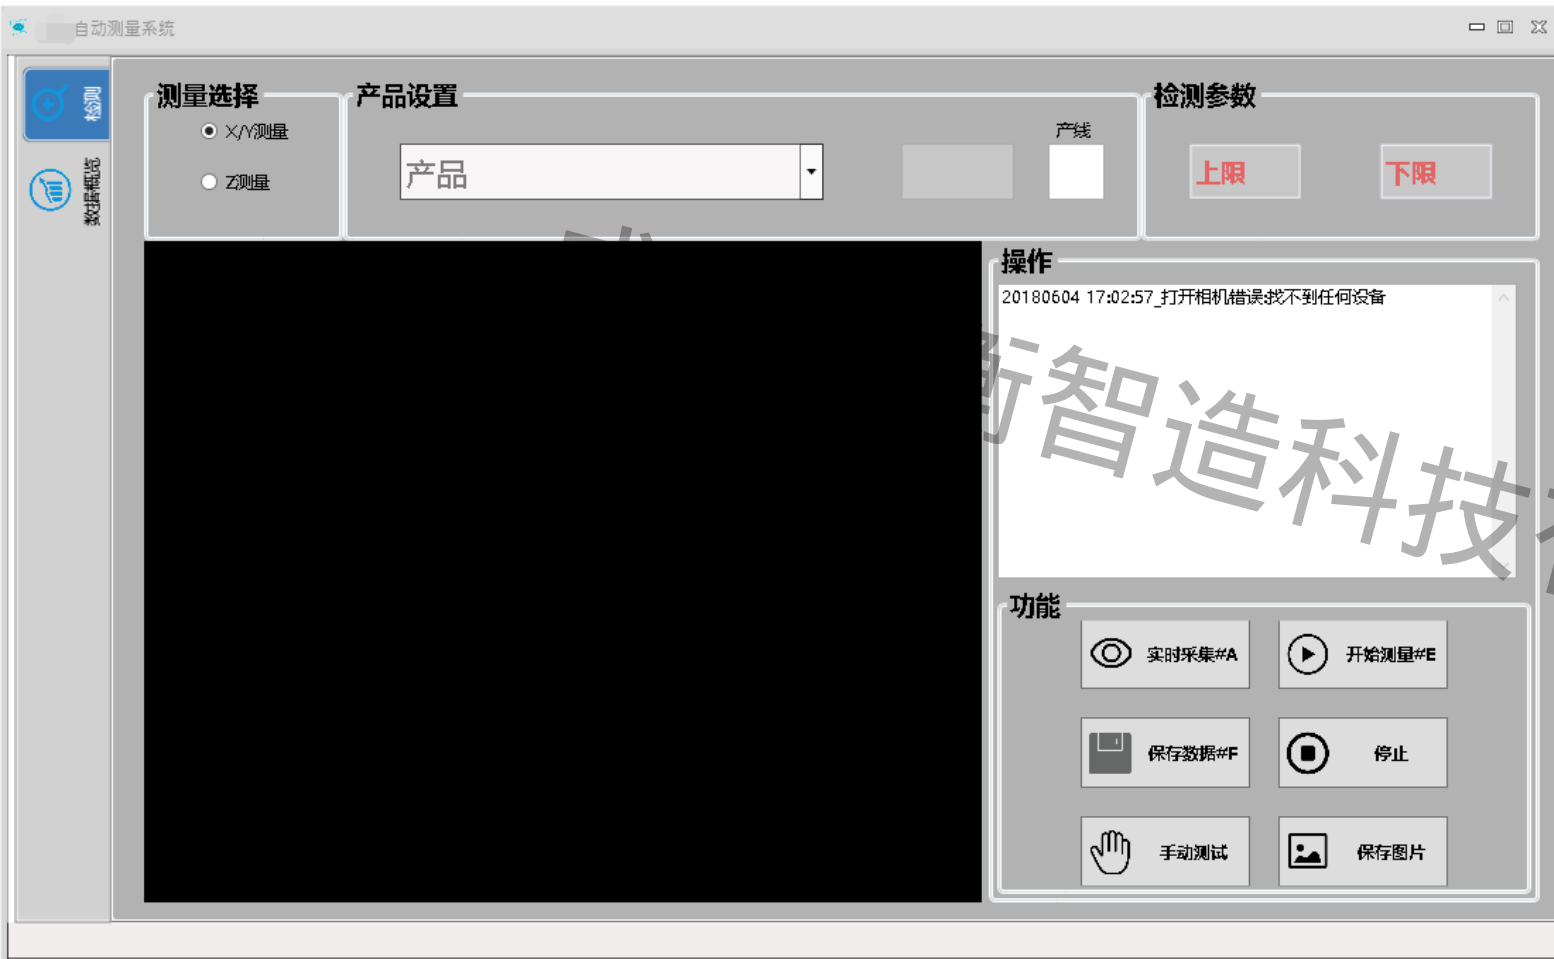 自动测量系统
检测
数据概览
测量选择
X/Y测量
Z测量
产品设置
产品
产线
检测参数
上限
下限
操作
20180604 17:02:57_打开相机错误:找不到任何设备
衡智造科技
功能
实时采集#A
开始测量#E
保存数据#F
停止
手动测试
保存图片